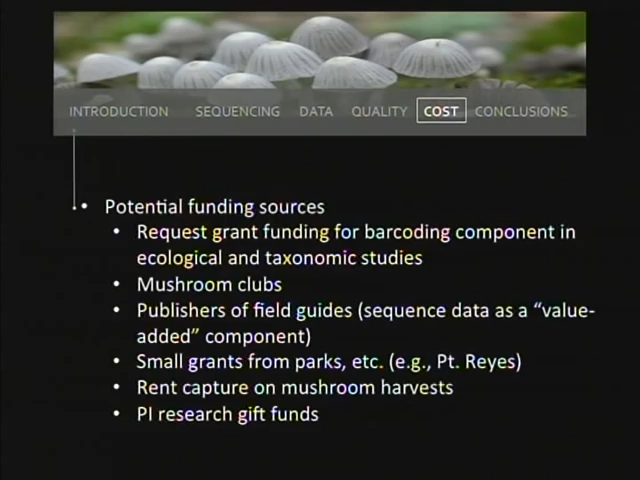 INTRODUCTION SEQUENCING DATA QUALITY COST CONCLUSIONS
• Potential funding sources
• Request grant funding for barcoding component in
ecological and taxonomic studies
• Mushroom clubs
• Publishers of field guides (sequence data as a “value-
added” component)
• Small grants from parks, etc. (e.g., Pt. Reyes)
• Rent capture on mushroom harvests
• PI research gift funds